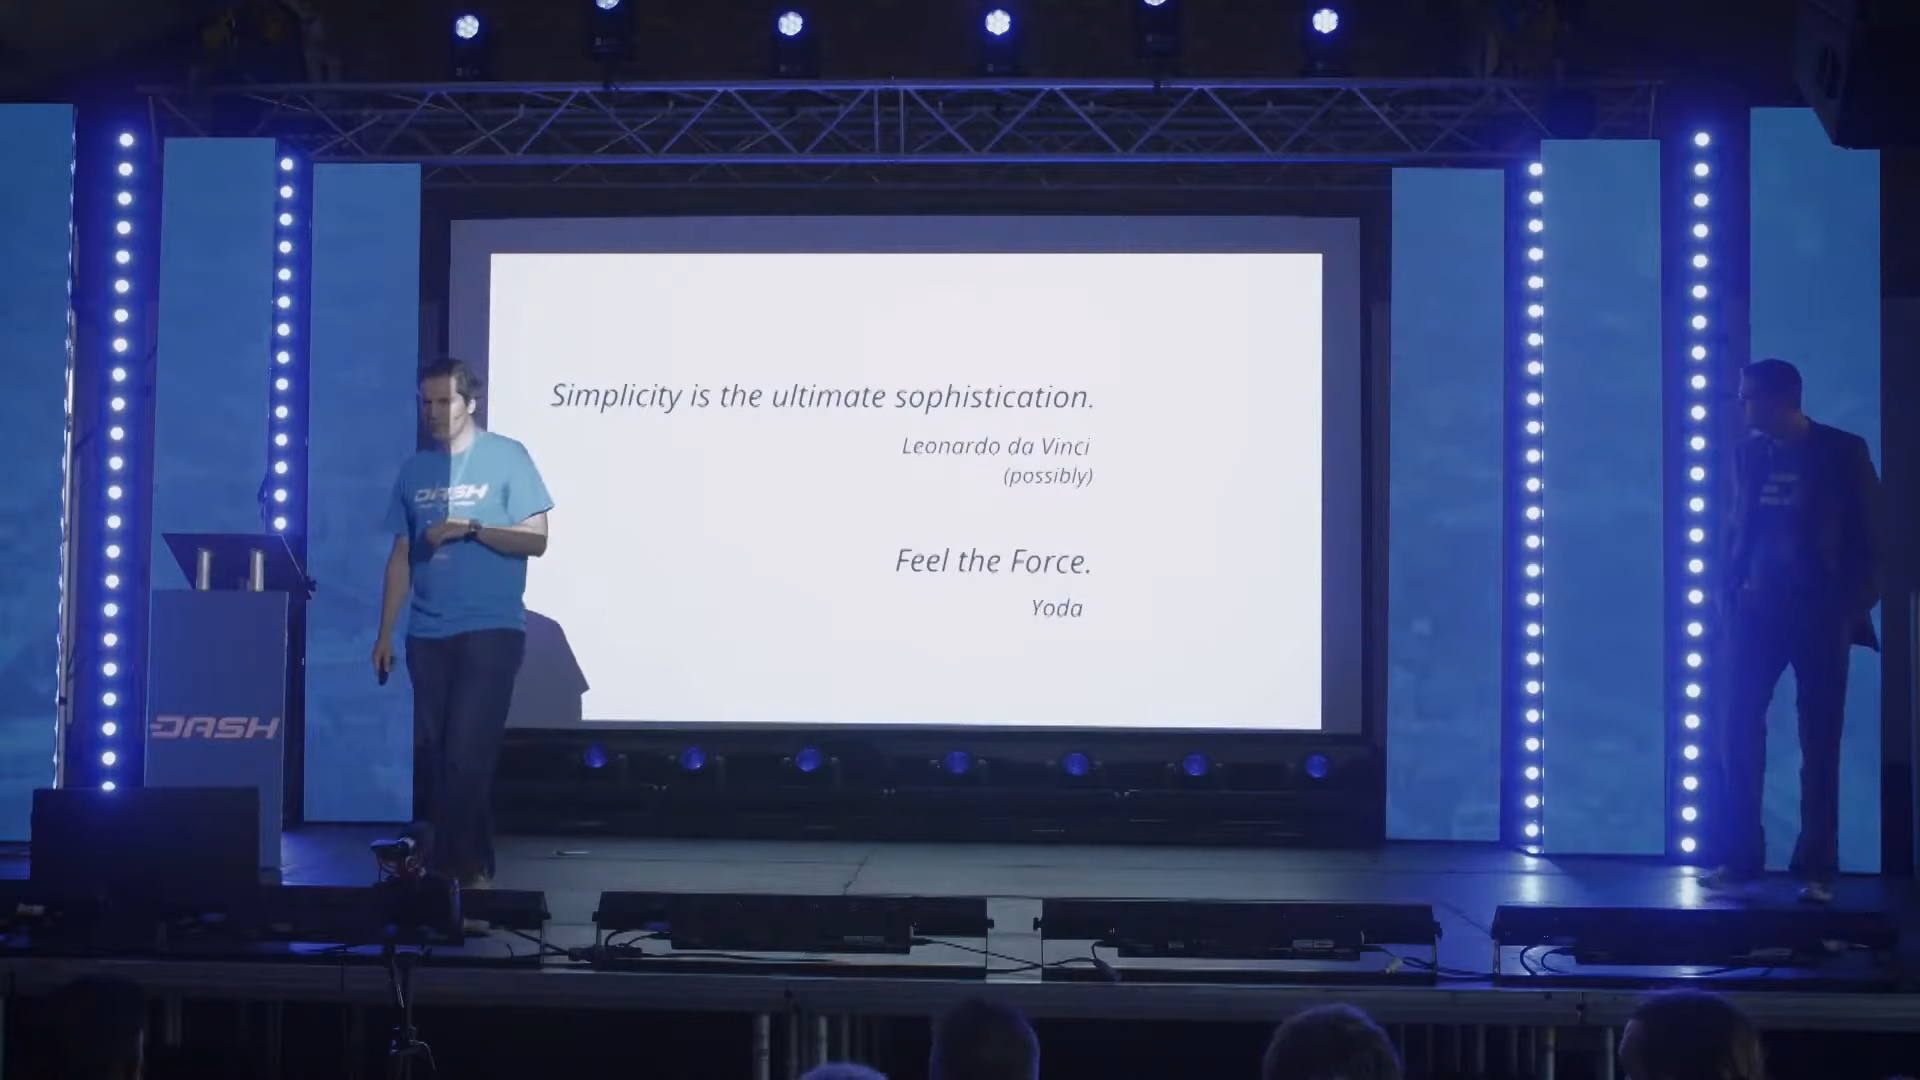 Simplicity is the ultimate sophistication.
Leonardo da Vinci
(possibly)
Feel the Force.
Yoda
DASH
DASH